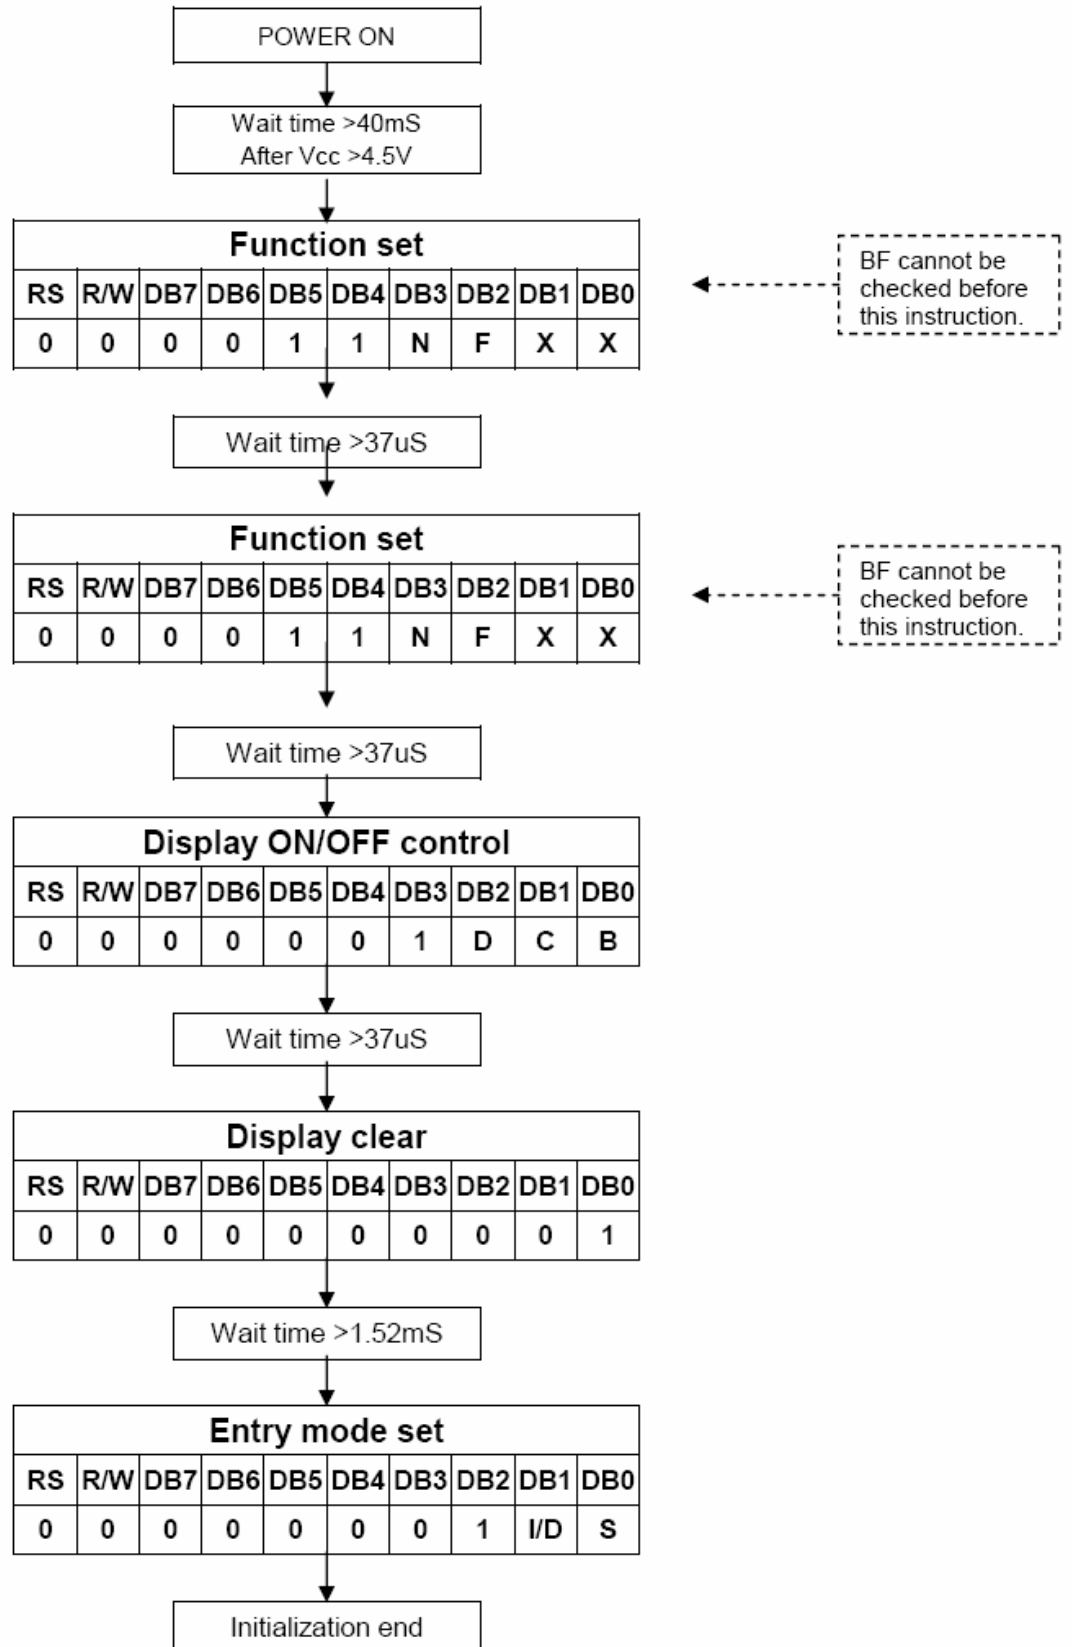 POWER ON
Wait time >40mS
After Vcc >4.5V
Function set
RS R/W DB7 DB6 DB5 DB4 DB3 DB2 DB1 DB0
0 0 0 0 1 1 N F X X
BF cannot be
checked before
this instruction.
Wait time >37uS
Function set
RS R/W DB7 DB6 DB5 DB4 DB3 DB2 DB1 DB0
0 0 0 0 1 1 N F X X
BF cannot be
checked before
this instruction.
Wait time >37uS
Display ON/OFF control
RS R/W DB7 DB6 DB5 DB4 DB3 DB2 DB1 DB0
0 0 0 0 0 0 1 D C B
Wait time >37uS
Display clear
RS R/W DB7 DB6 DB5 DB4 DB3 DB2 DB1 DB0
0 0 0 0 0 0 0 0 0 1
Wait time >1.52mS
Entry mode set
RS R/W DB7 DB6 DB5 DB4 DB3 DB2 DB1 DB0
0 0 0 0 0 0 0 1 I/D S
Initialization end